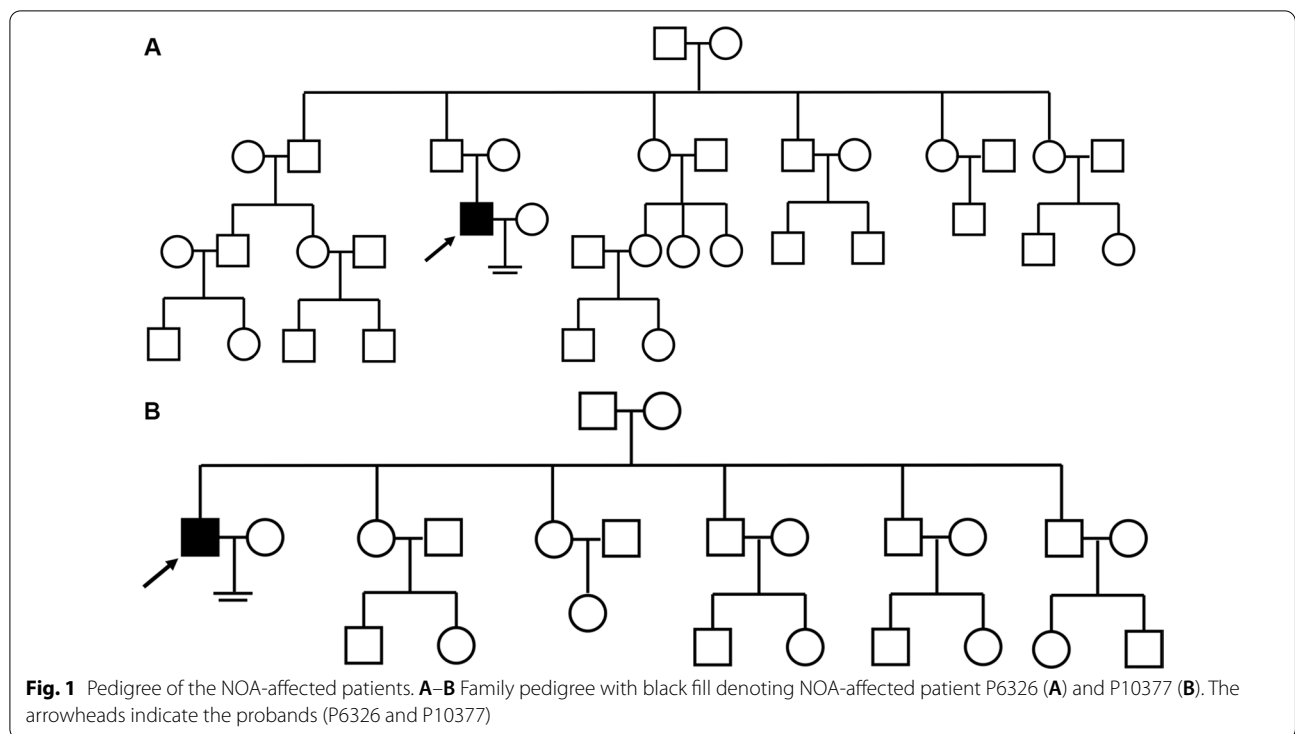 A
B
Fig. 1 Pedigree of the NOA-affected patients. A–B Family pedigree with black fill denoting NOA-affected patient P6326 (A) and P10377 (B). The
arrowheads indicate the probands (P6326 and P10377)